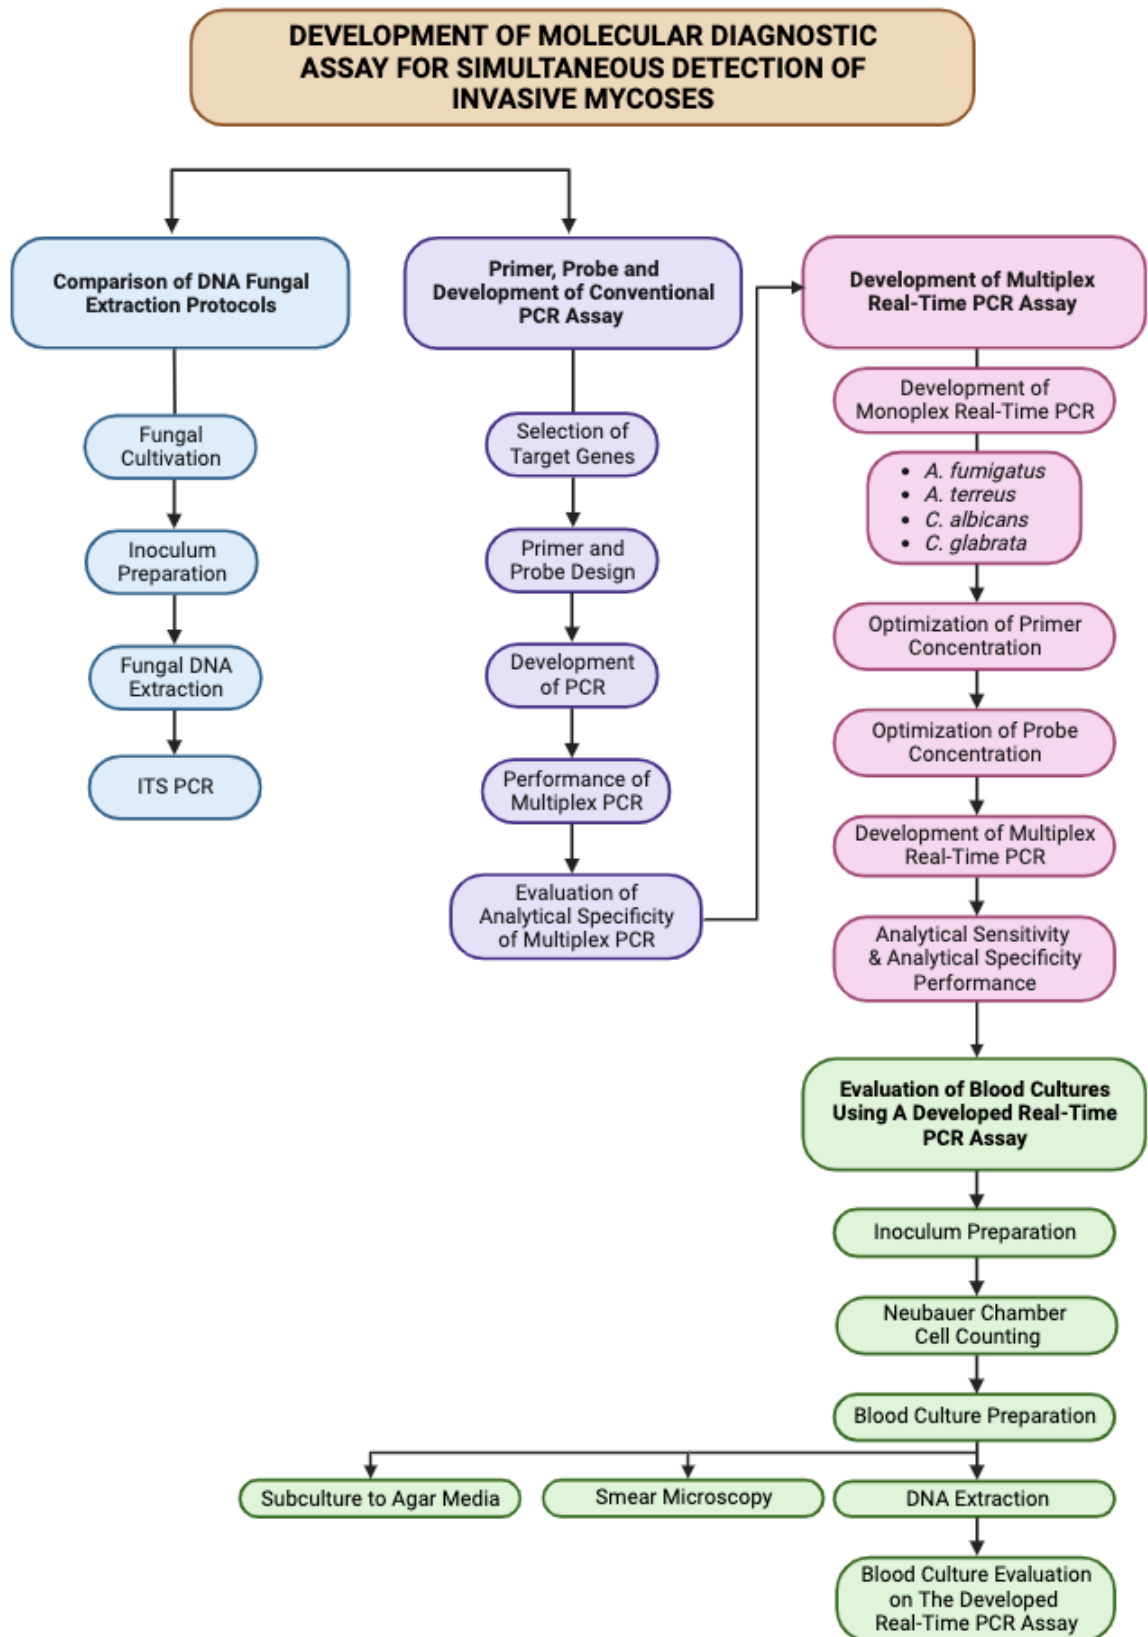 DEVELOPMENT OF MOLECULAR DIAGNOSTIC
ASSAY FOR SIMULTANEOUS DETECTION OF
INVASIVE MYCOSES
Comparison of DNA Fungal
Extraction Protocols
Fungal
Cultivation
Inoculum
Preparation
Fungal DNA
Extraction
ITS PCR
Primer, Probe and
Development of Conventional
PCR Assay
Selection of
Target Genes
Primer and
Probe Design
Development
of PCR
Performance of
Multiplex PCR
Evaluation of
Analytical Specificity
of Multiplex PCR
Development of Multiplex
Real-Time PCR Assay
Development of
Monoplex Real-Time PCR
• A. fumigatus
• A. terreus
• C. albicans
• C. glabrata
Optimization of Primer
Concentration
Optimization of Probe
Concentration
Development of Multiplex
Real-Time PCR
Analytical Sensitivity
& Analytical Specificity
Performance
Evaluation of Blood Cultures
Using A Developed Real-Time
PCR Assay
Inoculum Preparation
Neubauer Chamber
Cell Counting
Blood Culture Preparation
Subculture to Agar Media
Smear Microscopy
DNA Extraction
Blood Culture Evaluation
on The Developed
Real-Time PCR Assay